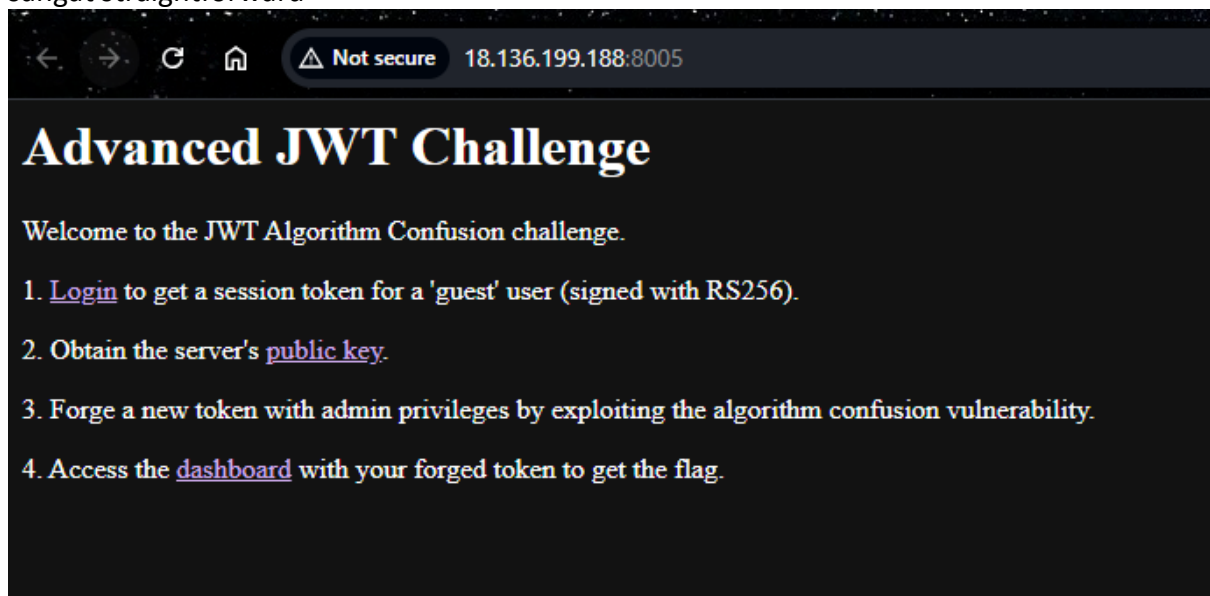 sangat straightforward
Not secure 18.136.199.188:8005
Advanced JWT Challenge
Welcome to the JWT Algorithm Confusion challenge.
1. Login to get a session token for a 'guest' user (signed with RS256).
2. Obtain the server's public key.
3. Forge a new token with admin privileges by exploiting the algorithm confusion vulnerability.
4. Access the dashboard with your forged token to get the flag.